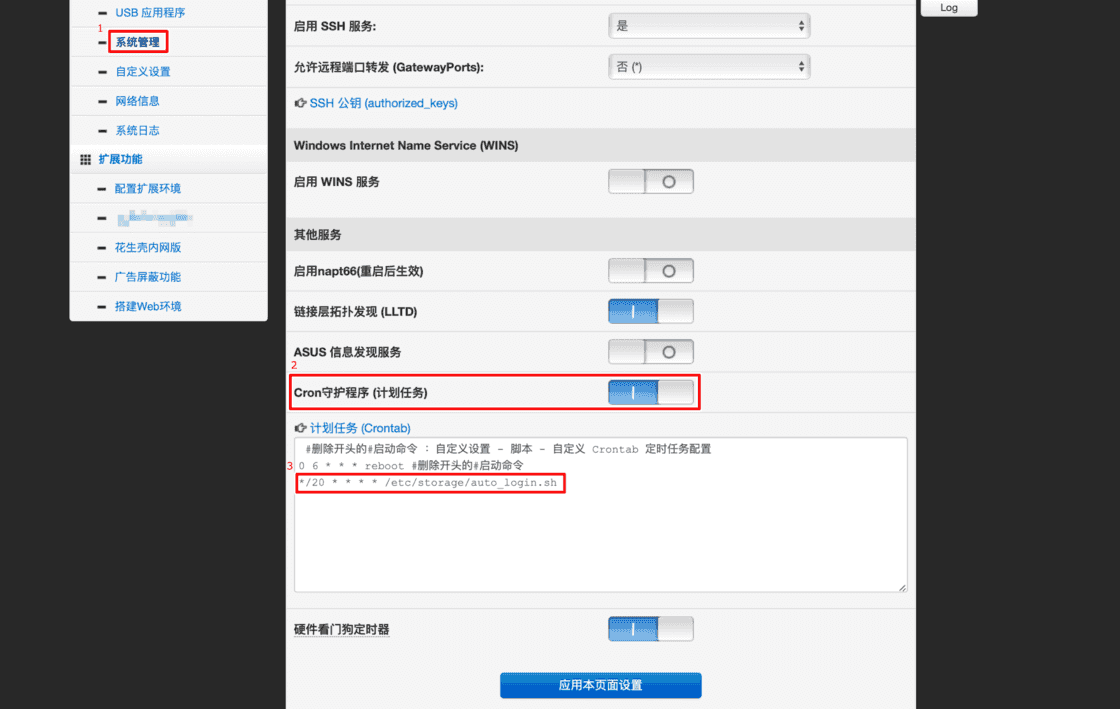 USB 应用程序
1
系统管理
自定义设置
网络信息
系统日志
扩展功能
配置扩展环境
花生壳内网版
广告屏蔽功能
搭建Web环境
启用 SSH 服务:
是
允许远程端口转发 (GatewayPorts):
否 (*)
SSH 公钥 (authorized_keys)
Windows Internet Name Service (WINS)
启用 WINS 服务
其他服务
启用napt66(重启后生效)
链接层拓扑发现 (LLTD)
ASUS 信息发现服务
2
Cron守护程序 (计划任务)
计划任务 (Crontab)
#删除开头的#启动命令 : 自定义设置 - 脚本 - 自定义 Crontab 定时任务配置
3
0 6 * * * reboot #删除开头的#启动命令
*/20 * * * * /etc/storage/auto_login.sh
硬件看门狗定时器
应用本页面设置
Log